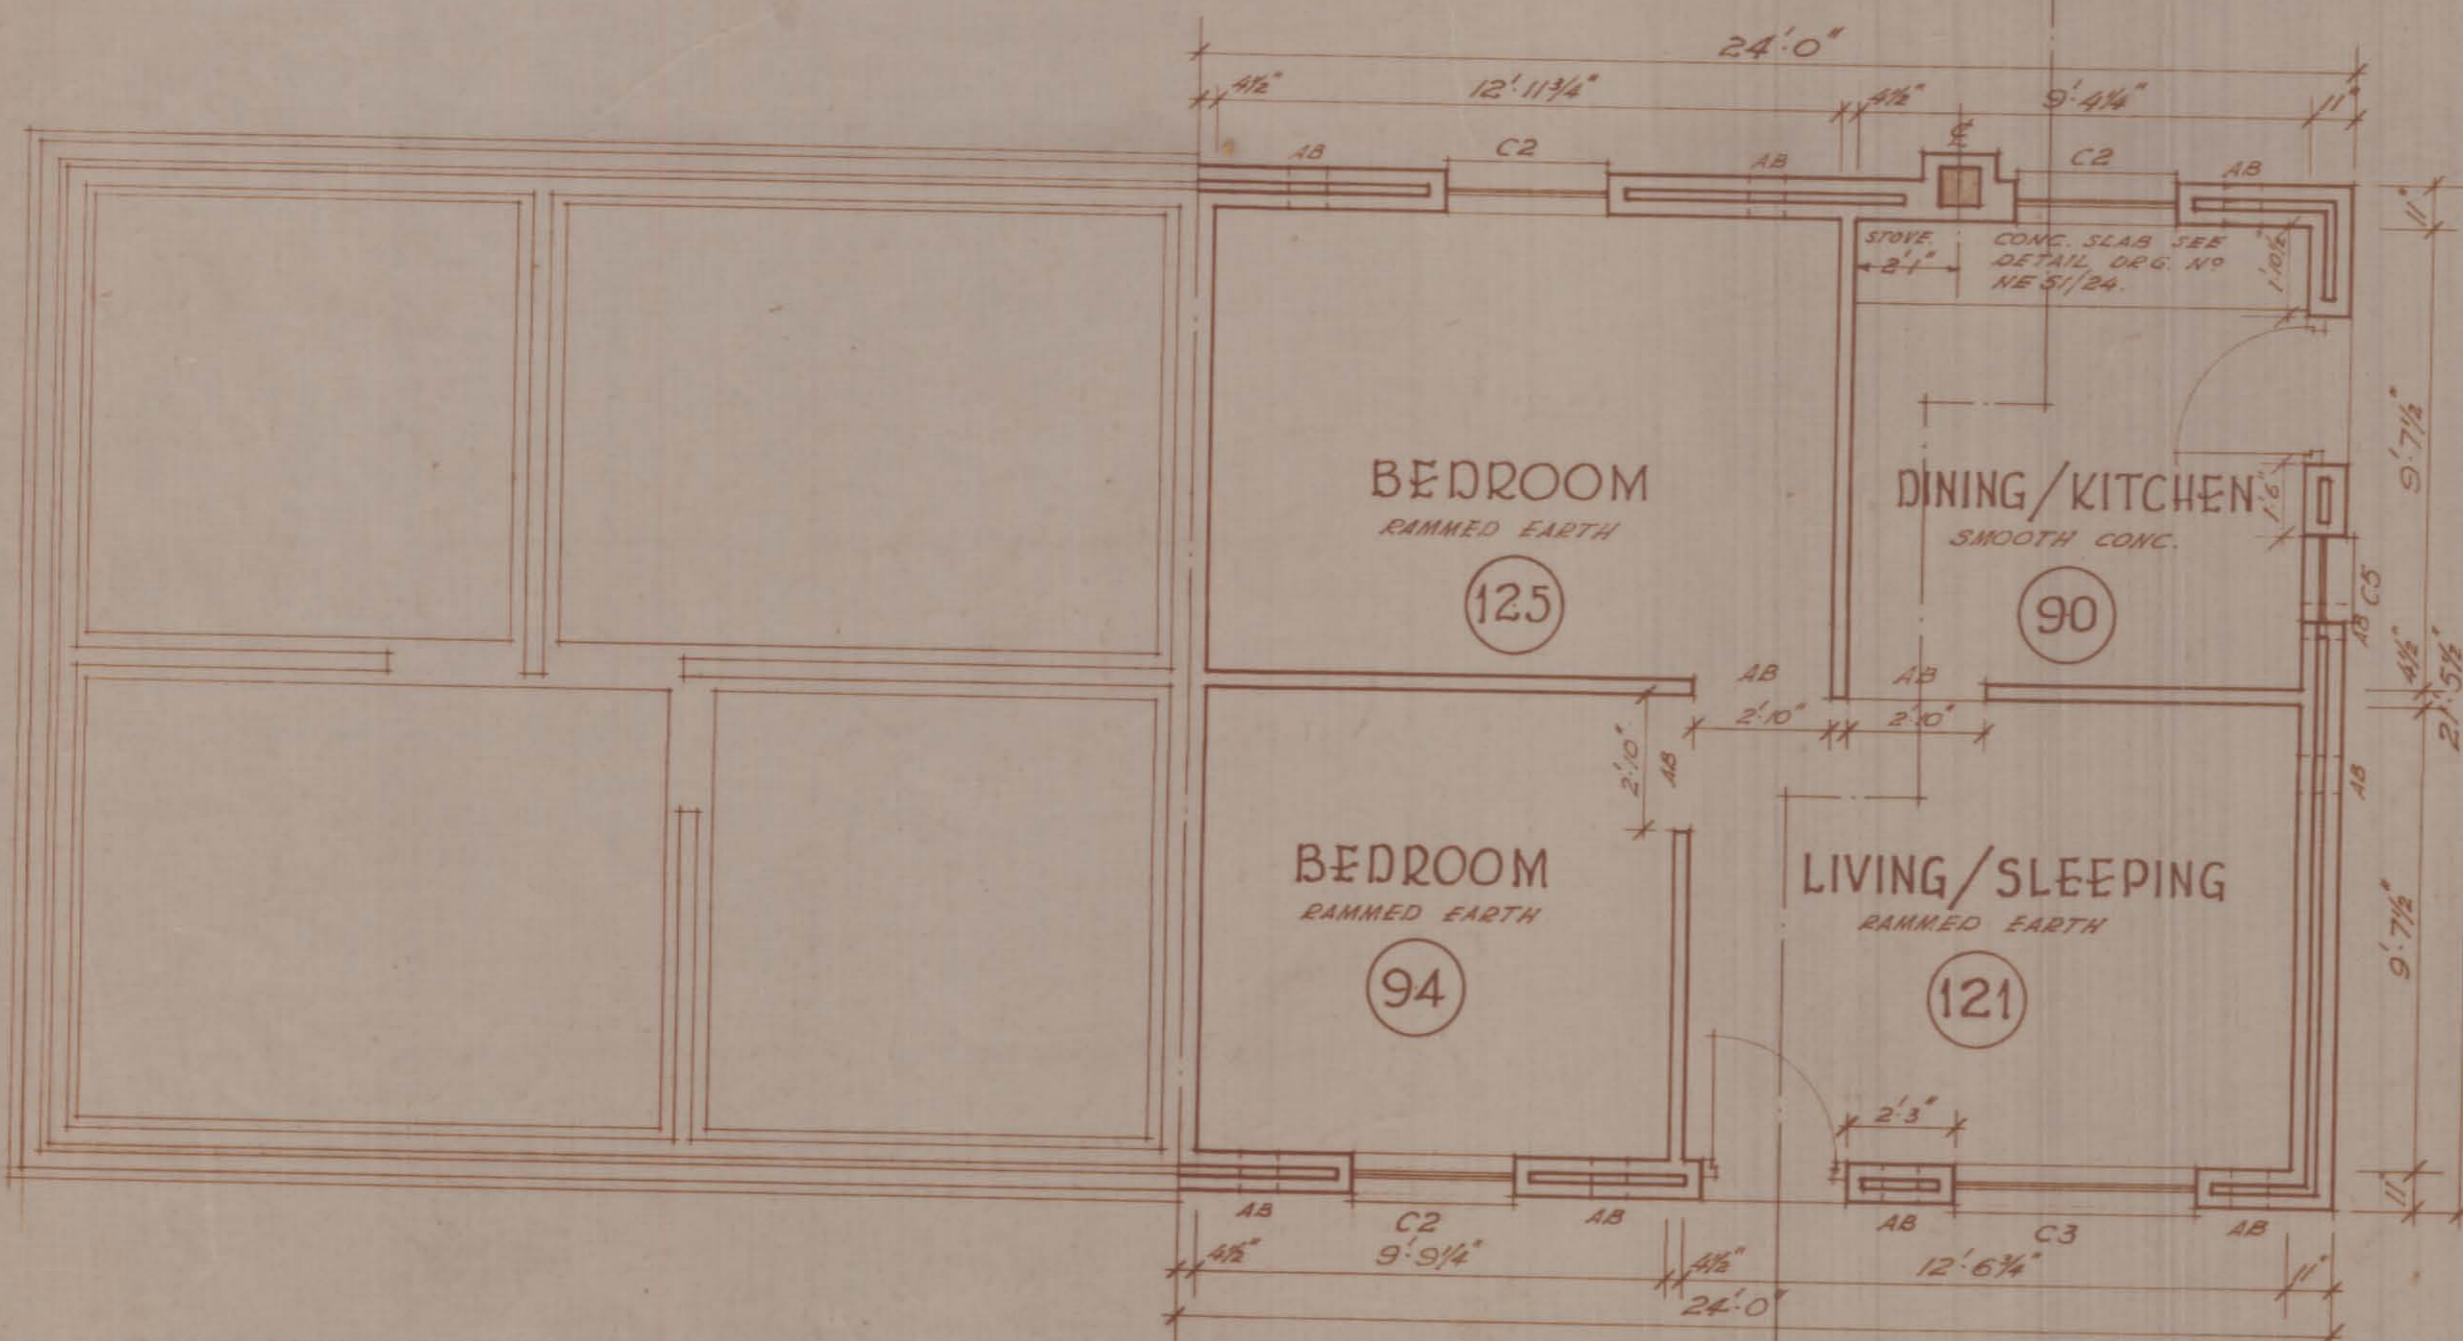 24'·0"
4½" 12'·11¾" 4½" 9'·4¼" 11"
AB C2 AB ℄ C2 AB
11"
STOVE.
2'1"
CONC. SLAB SEE
DETAIL DRG. Nº
NE 51/24.
1'·10½"
9'·7½"
BEDROOM
RAMMED EARTH
125
DINING/KITCHEN
SMOOTH CONC.
90
1'·6"
C5
AB
4½"
21'·5½"
AB AB
2'·10" 2'·10"
2'·10"
AB
AB
BEDROOM
RAMMED EARTH
94
LIVING/SLEEPING
RAMMED EARTH
121
9'·7½"
2'·3"
11"
AB C2 AB AB C3 AB
4½" 9'·9¼" 4½" 12'·6¾" 11"
24'·0"